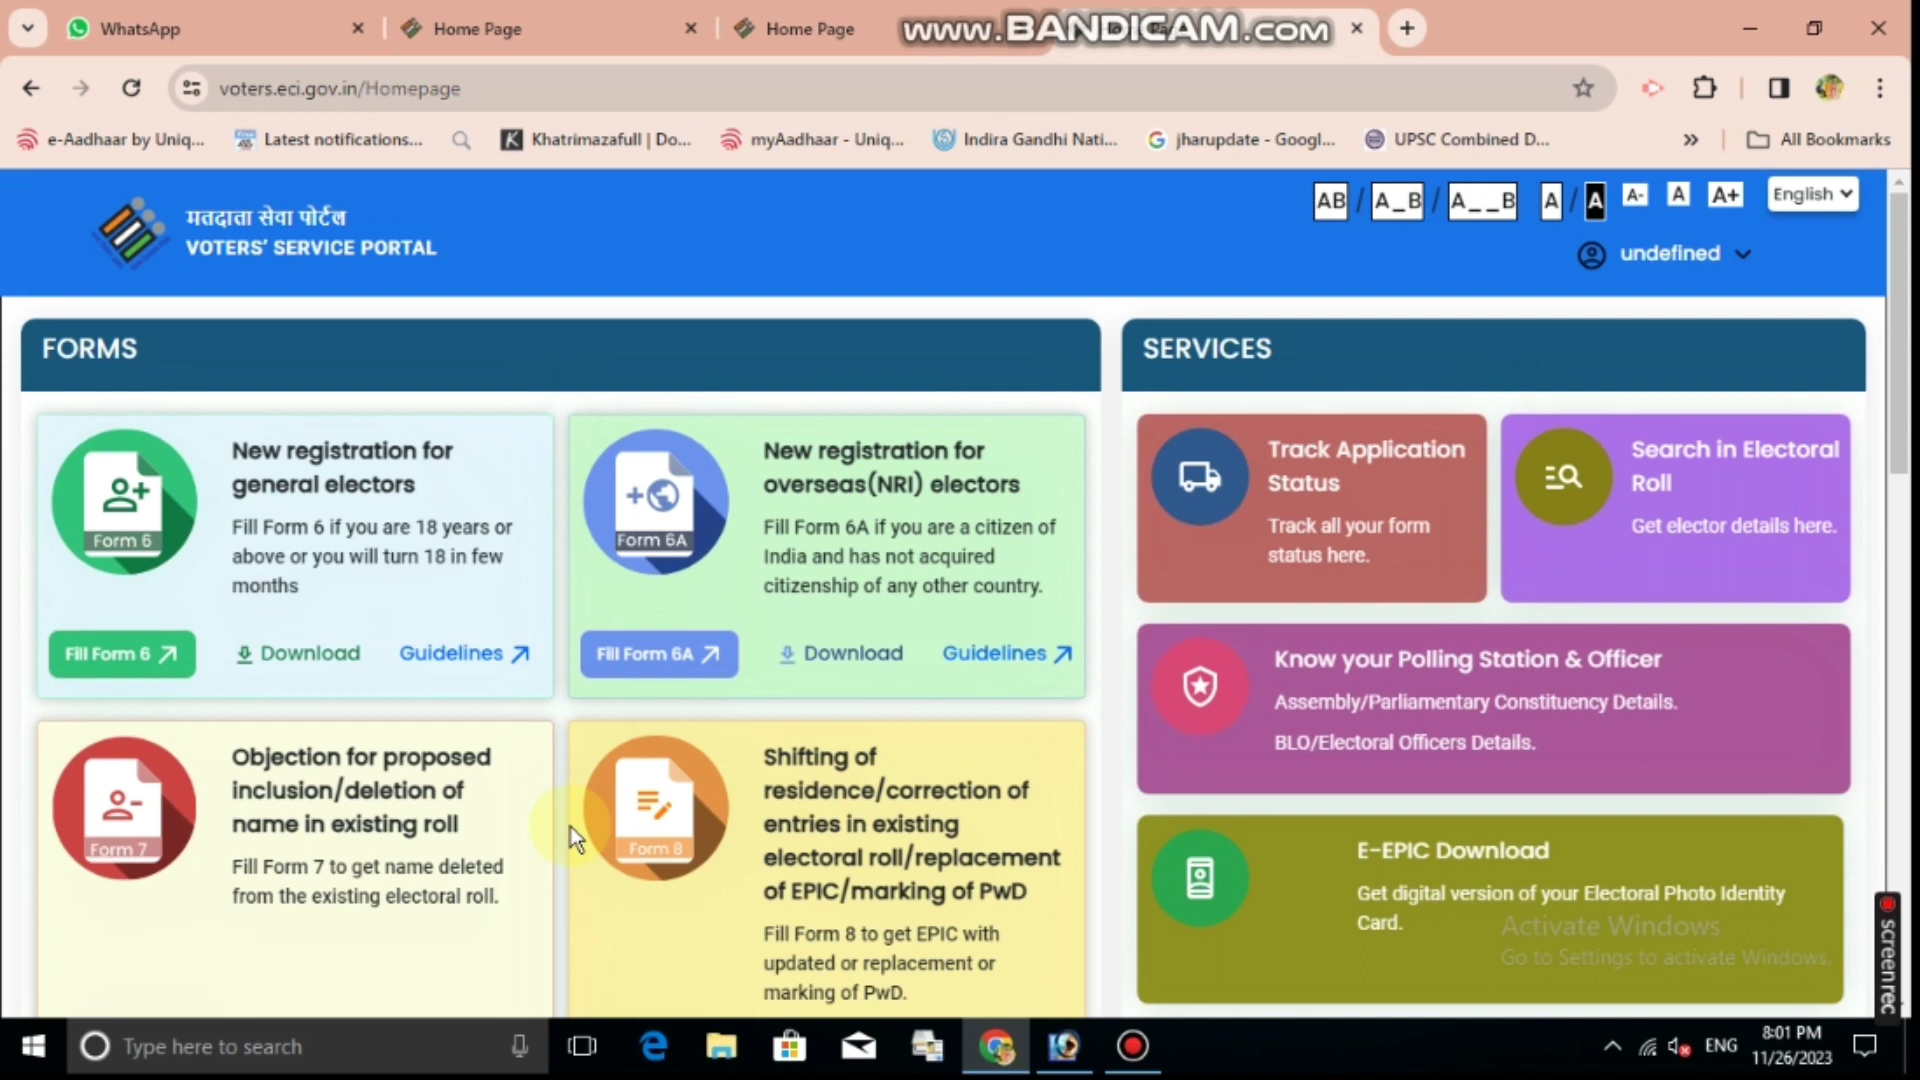 WhatsApp
Home Page
Home Page
www.BANDICAM.com
voters.eci.gov.in/Homepage
e-Aadhaar by Uniq...
Latest notifications...
Khatrimazafull | Do...
myAadhaar - Uniq...
Indira Gandhi Nati...
jharupdate - Googl...
UPSC Combined D...
All Bookmarks
मतदाता सेवा पोर्टल
VOTERS' SERVICE PORTAL
AB / A_B / A__B A / A A- A A+ English
undefined
FORMS
New registration for
general electors
Fill Form 6 if you are 18 years or
above or you will turn 18 in few
months
Form 6
Fill Form 6 Download Guidelines
New registration for
overseas(NRI) electors
Fill Form 6A if you are a citizen of
India and has not acquired
citizenship of any other country.
Form 6A
Fill Form 6A Download Guidelines
Objection for proposed
inclusion/deletion of
name in existing roll
Fill Form 7 to get name deleted
from the existing electoral roll.
Form 7
Shifting of
residence/correction of
entries in existing
electoral roll/replacement
of EPIC/marking of PwD
Fill Form 8 to get EPIC with
updated or replacement or
marking of PwD.
Form 8
SERVICES
Track Application
Status
Track all your form
status here.
Search in Electoral
Roll
Get elector details here.
Know your Polling Station & Officer
Assembly/Parliamentary Constituency Details.
BLO/Electoral Officers Details.
E-EPIC Download
Get digital version of your Electoral Photo Identity
Card.
Activate Windows
Go to Settings to activate Windows.
screenrec
Type here to search
ENG
8:01 PM
11/26/2023